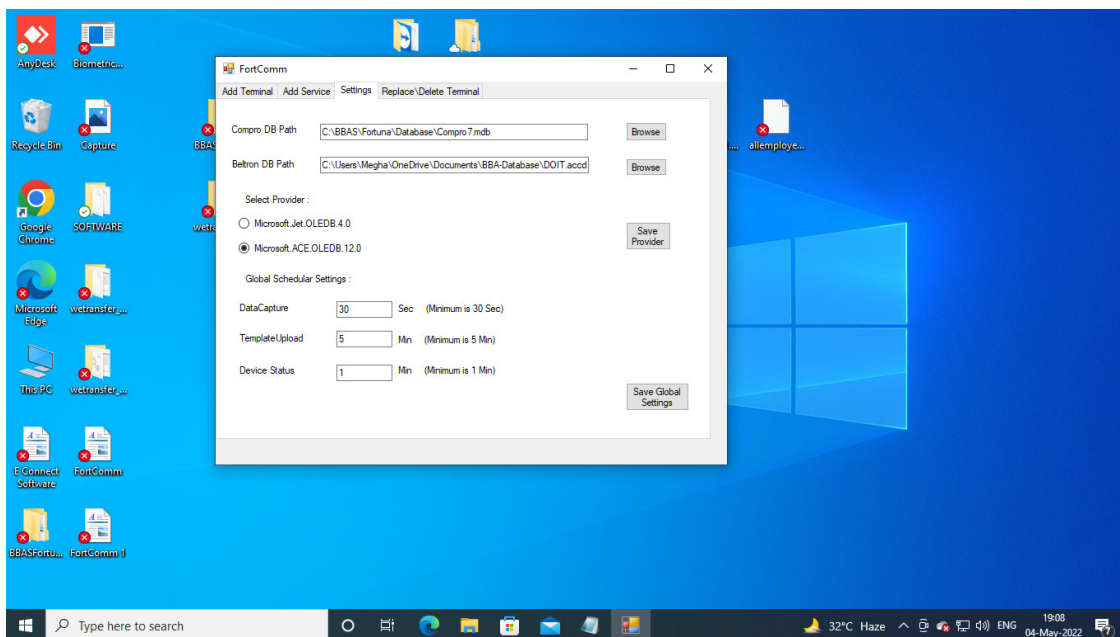 AnyDesk
Biometric...
Recycle Bin
Capture
Google Chrome
SOFTWARE
Microsoft Edge
wetransfer_...
This PC
wetransfer_...
E Connect Software
FortComm
BBASFortu...
FortComm 1
BBAS
wetra
... allemploye...
FortComm
Add Terminal Add Service Settings Replace\Delete Teminal
Compro DB Path C:\BBAS\Fortuna\Database\Compro7.mdb Browse
Beltron DB Path C:\Users\Megha\OneDrive\Documents\BBA-Database\DOIT.accd Browse
Select Provider :
Microsoft.Jet.OLEDB.4.0
Microsoft.ACE.OLEDB.12.0
Save Provider
Global Schedular Settings :
DataCapture 30 Sec (Minimum is 30 Sec)
TemplateUpload 5 Min (Minimum is 5 Min)
Device Status 1 Min (Minimum is 1 Min)
Save Global Settings
Type here to search
32°C Haze ENG 19:08
04-May-2022